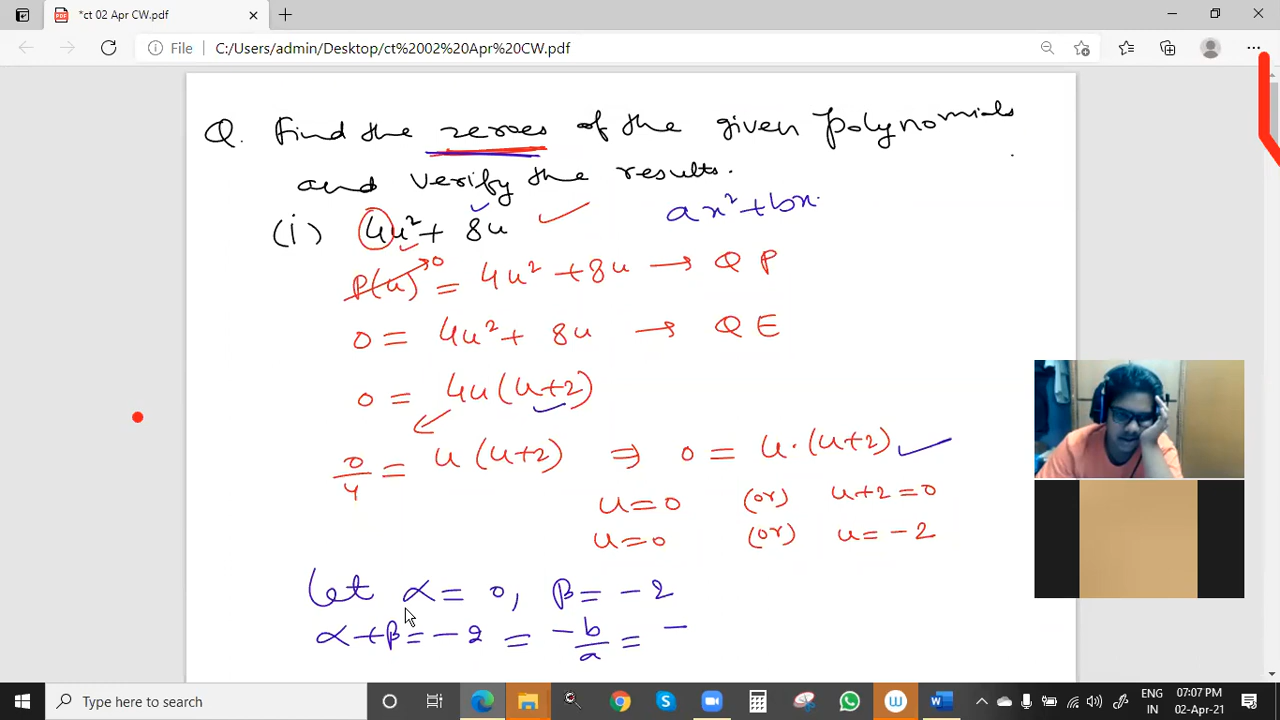 *ct 02 Apr CW.pdf
File C:/Users/admin/Desktop/ct%2002%20Apr%20CW.pdf
Q. Find the zeroes of the given polynomials
and verify the results.
(i) 4u² + 8u
ax² + bx
P(u) 0 = 4u² + 8u → Q P
0 = 4u² + 8u → Q E
0 = 4u (u+2)
0/4 = u (u+2) ⇒ 0 = u · (u+2)
u = 0 (or) u+2 = 0
u = 0 (or) u = -2
Let α = 0, β = -2
α + β = -2 = -b/a = -
Type here to search
ENG
IN
07:07 PM
02-Apr-21